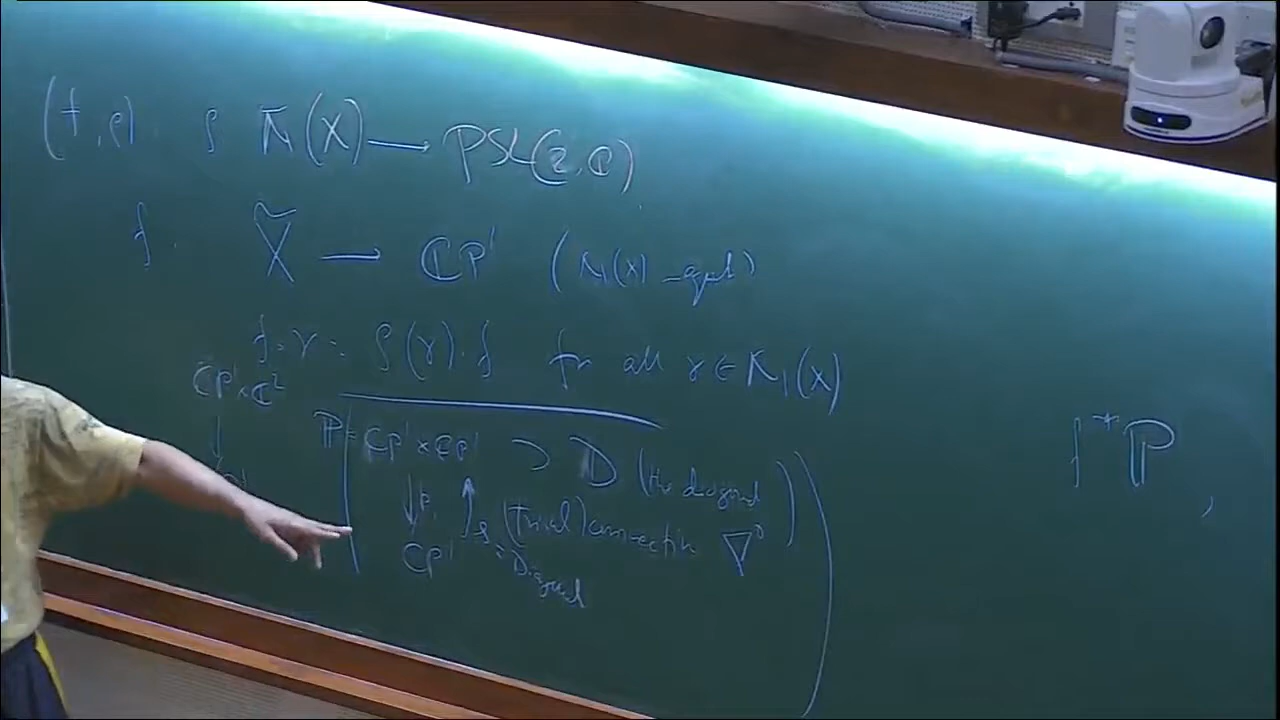 (f, ρ) . ρ π₁(X) → PSL(2, ℂ)
f . X̃ → ℂP¹ (π₁(X) - equi)
f∘γ = ρ(γ)·f for all γ ∈ π₁(X)
ℂP¹ × ℂ²
↓
ℙ = ℂP¹ × ℂP¹ ⊃ D (the diagonal)
↓ p₁ ↑ s = Diagonal (trivial) connection ∇⁰
ℂP¹
f*ℙ ,